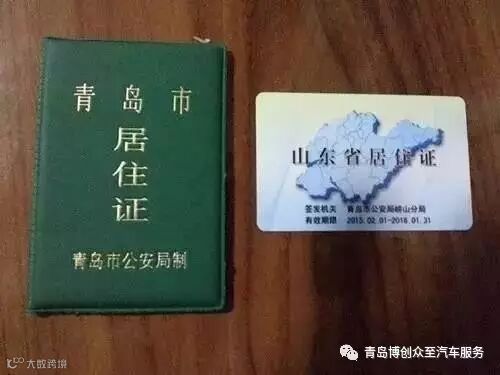 青岛市
居住证
青岛市公安局制
山东省居住证
签发机关 青岛市公安局崂山分局
有效期限 2015.02.01-2018.01.31
大数跨境
青岛博创众至汽车服务